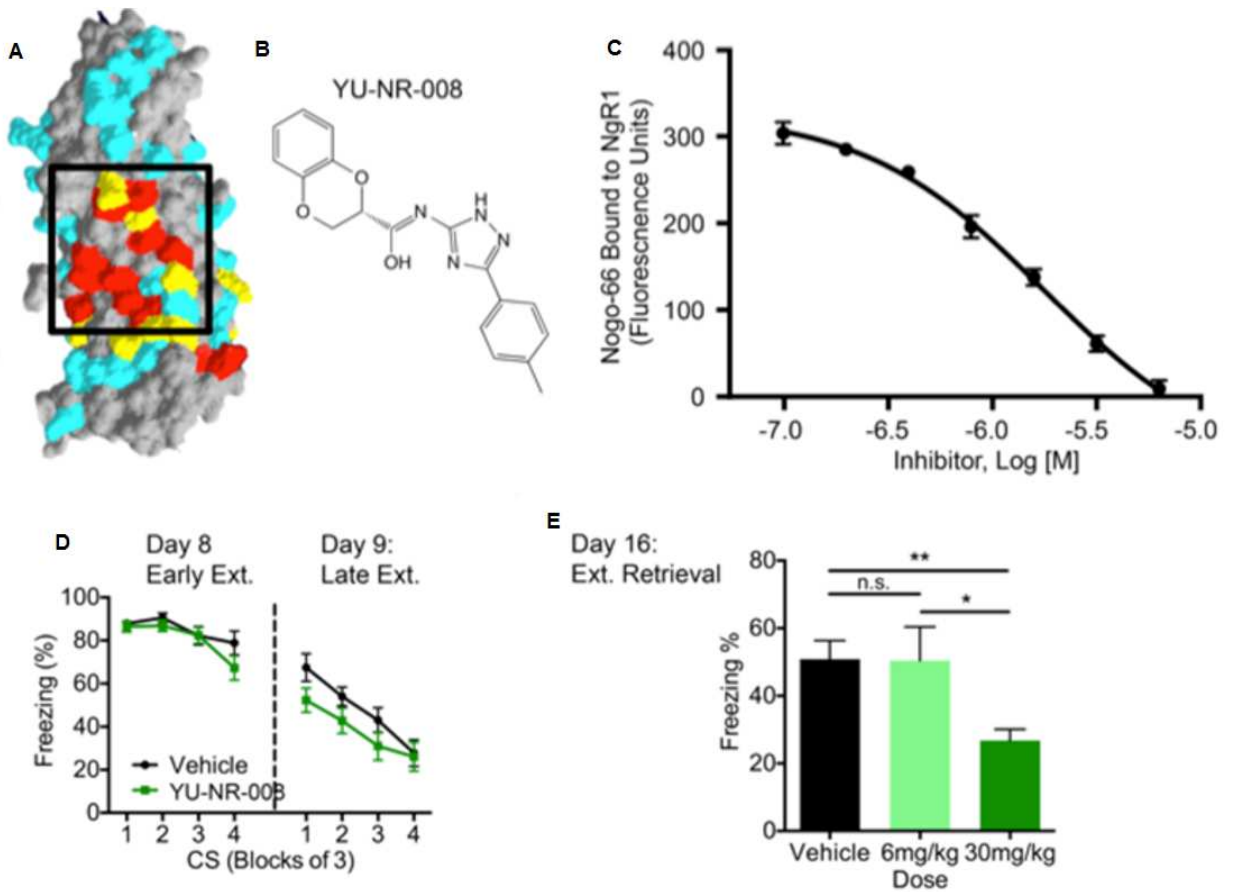 A
B
YU-NR-008
O
O
N
OH
H
N
N
N
C
Nogo-66 Bound to NgR1
(Fluorescnence Units)
400
300
200
100
0
-7.0 -6.5 -6.0 -5.5 -5.0
Inhibitor, Log [M]
D
Day 8
Early Ext.
Day 9:
Late Ext.
Freezing (%)
100
80
60
40
20
0
Vehicle
YU-NR-008
1 2 3 4 1 2 3 4
CS (Blocks of 3)
E
Day 16:
Ext. Retrieval
Freezing %
80
60
40
20
0
**
n.s.
*
Vehicle 6mg/kg 30mg/kg
Dose